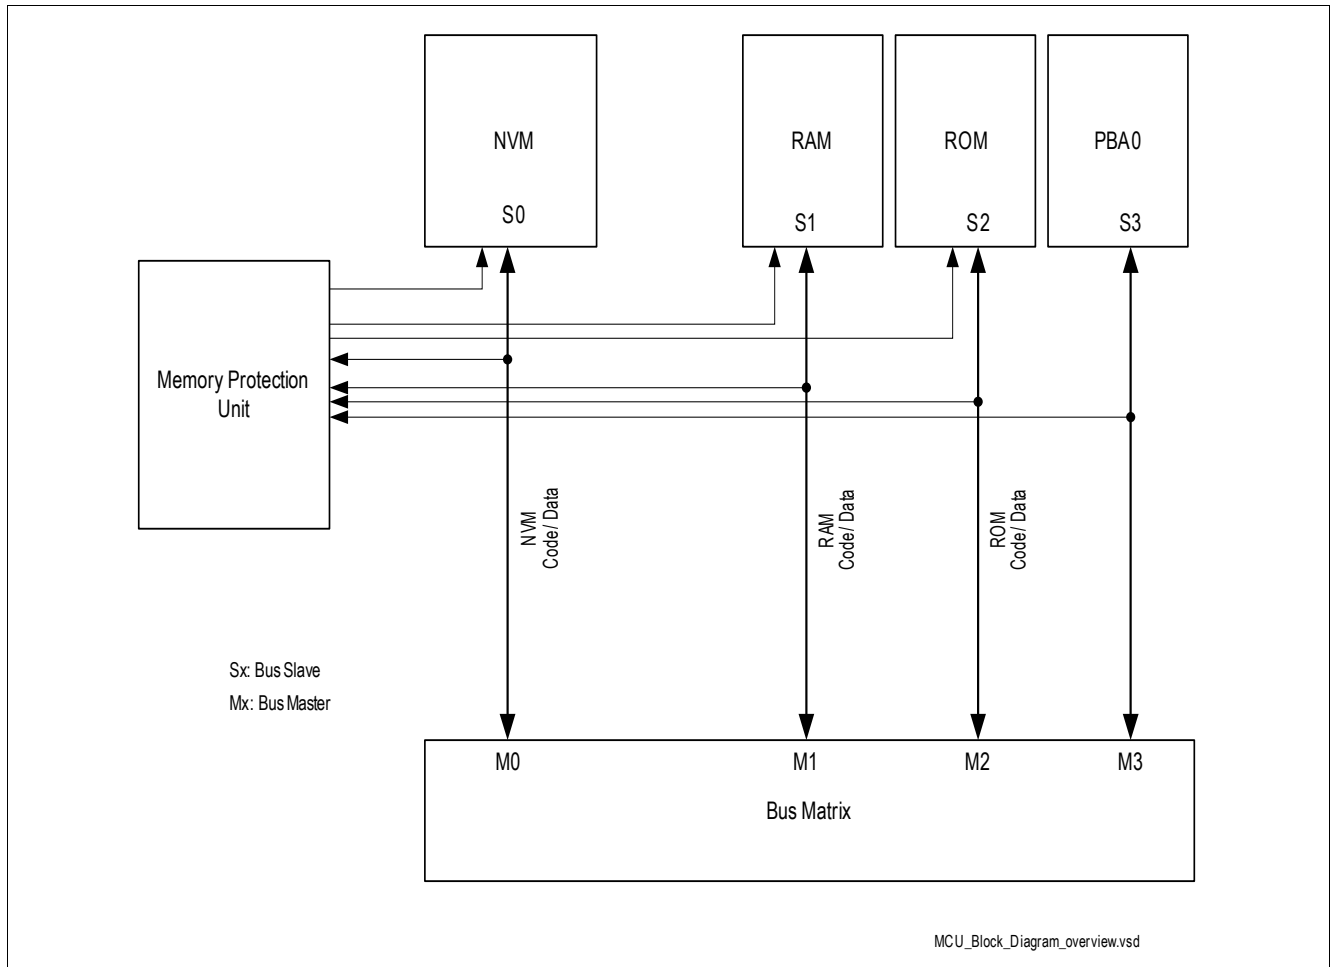 NVM
RAM
ROM
PBA0
S0
S1
S2
S3
Memory Protection
Unit
NVM
Code/ Data
RAM
Code/ Data
ROM
Code/ Data
Sx: Bus Slave
Mx: Bus Master
M0
M1
M2
M3
Bus Matrix
MCU_Block_Diagram_overview.vsd